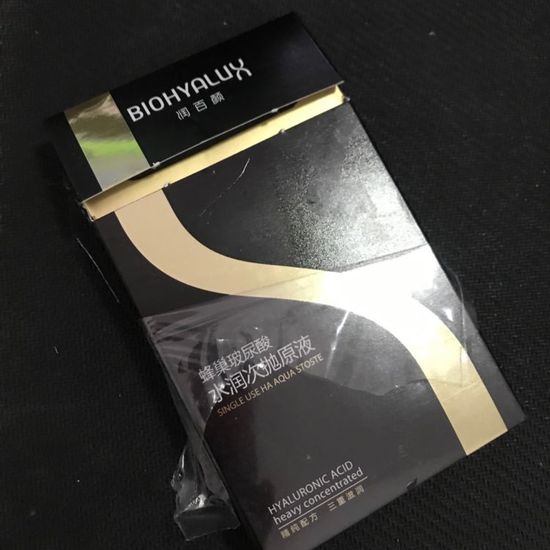 BIOHYALUX
润百颜
蜂巢玻尿酸
水润次抛原液
SINGLE USE HA AQUA STOSTE
HYALURONIC ACID
heavy concentrated
精纯配方 三重滋润